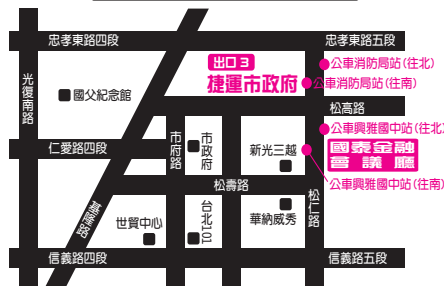 忠孝東路四段
忠孝東路五段
出口3
捷運市政府
公車消防局站(往北)
公車消防局站(往南)
光復南路
國父紀念館
松高路
公車興雅國中站(往北)
仁愛路四段
市府路
市政府
新光三越
國泰金融
會議廳
公車興雅國中站(往南)
松壽路
松仁路
基隆路
世貿中心
台北101
華納威秀
信義路四段
信義路五段